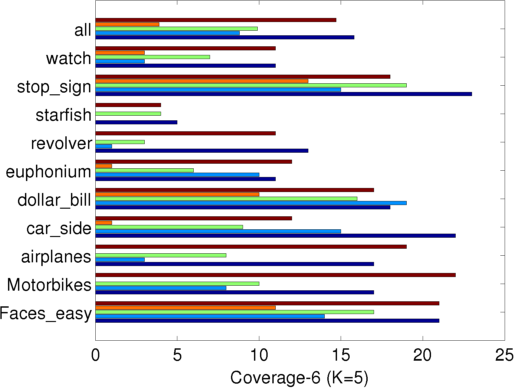 all
watch
stop_sign
starfish
revolver
euphonium
dollar_bill
car_side
airplanes
Motorbikes
Faces_easy
0 5 10 15 20 25
Coverage-6 (K=5)